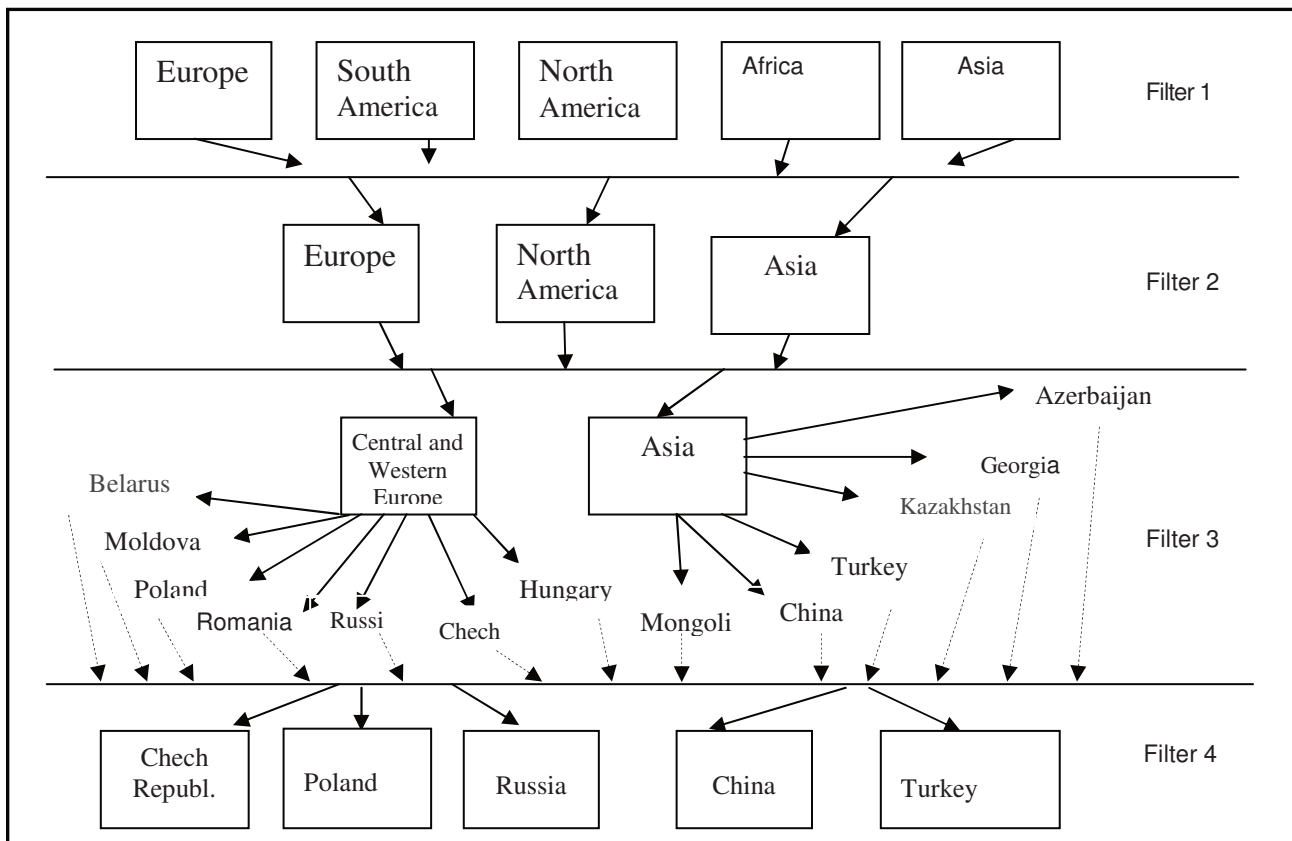 Europe
South
America
North
America
Africa
Asia
Filter 1
Europe
North
America
Asia
Filter 2
Azerbaijan
Central and
Western
Europe
Asia
Georgia
Belarus
Kazakhstan
Moldova
Filter 3
Turkey
Poland
Hungary
Romania
Russi
China
Chech
Mongoli
Chech
Republ.
Poland
Russia
China
Turkey
Filter 4